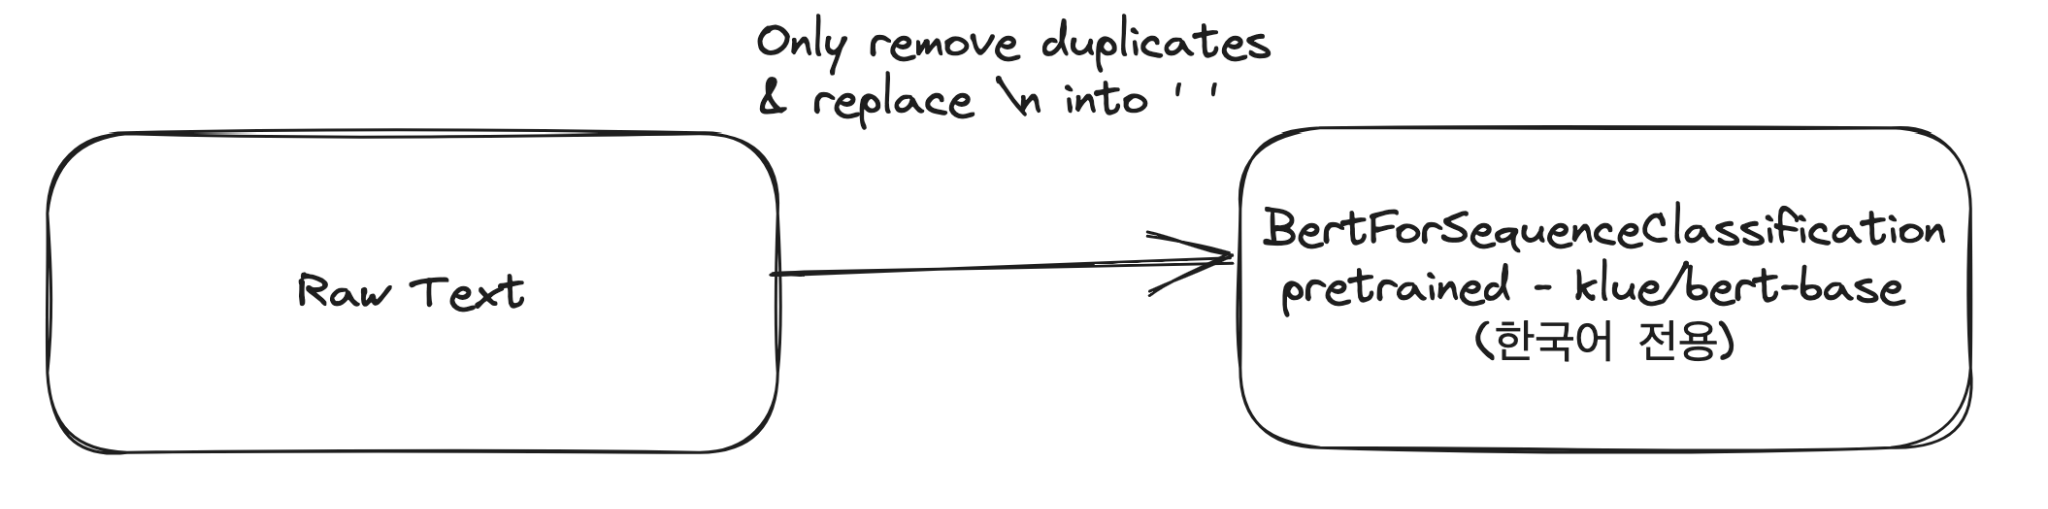 Only remove duplicates
& replace \n into ' '
Raw Text
BertForSequenceClassification
pretrained - klue/bert-base
(한국어 전용)